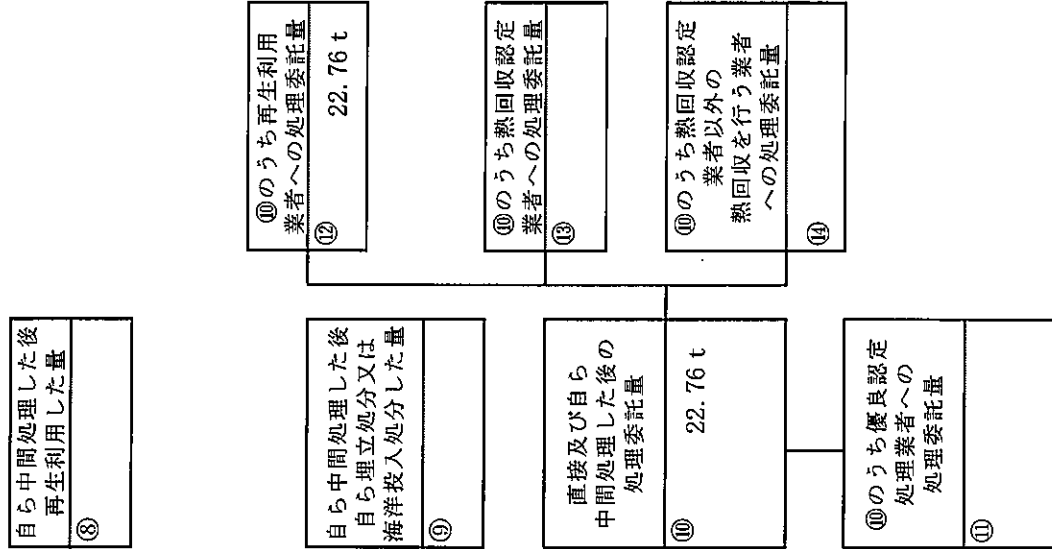 自ら中間処理した後
再生利用した量
⑧
自ら中間処理した後
自ら埋立処分又は
海洋投入処分した量
⑨
直接及び自ら
中間処理した後の
処理委託量
⑩
22.76 t
⑩のうち優良認定
処理業者への
処理委託量
⑪
⑩のうち再生利用
業者への処理委託量
⑫
22.76 t
⑩のうち熱回収認定
業者への処理委託量
⑬
⑩のうち熱回収認定
業者以外の
熱回収を行う業者
への処理委託量
⑭